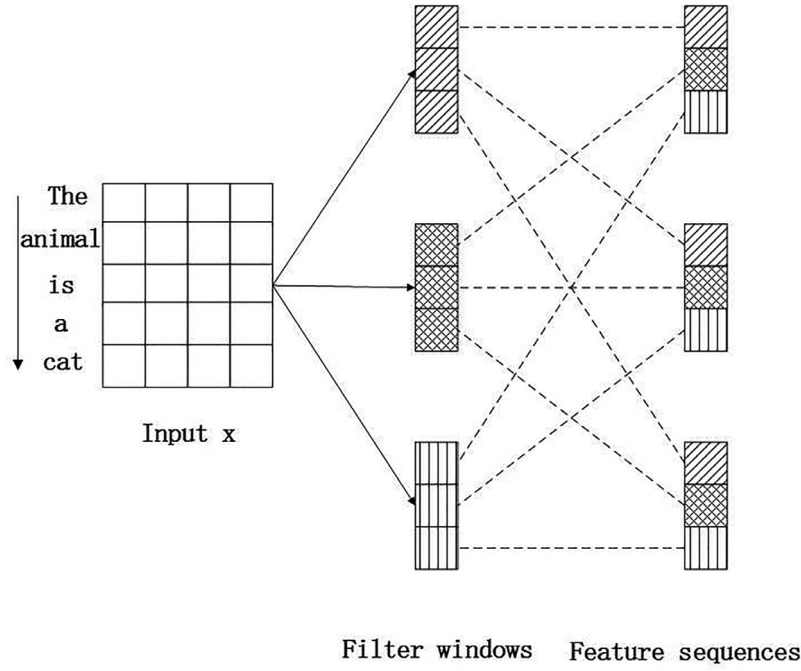 The
animal
is
a
cat
Input x
Filter windows
Feature sequences